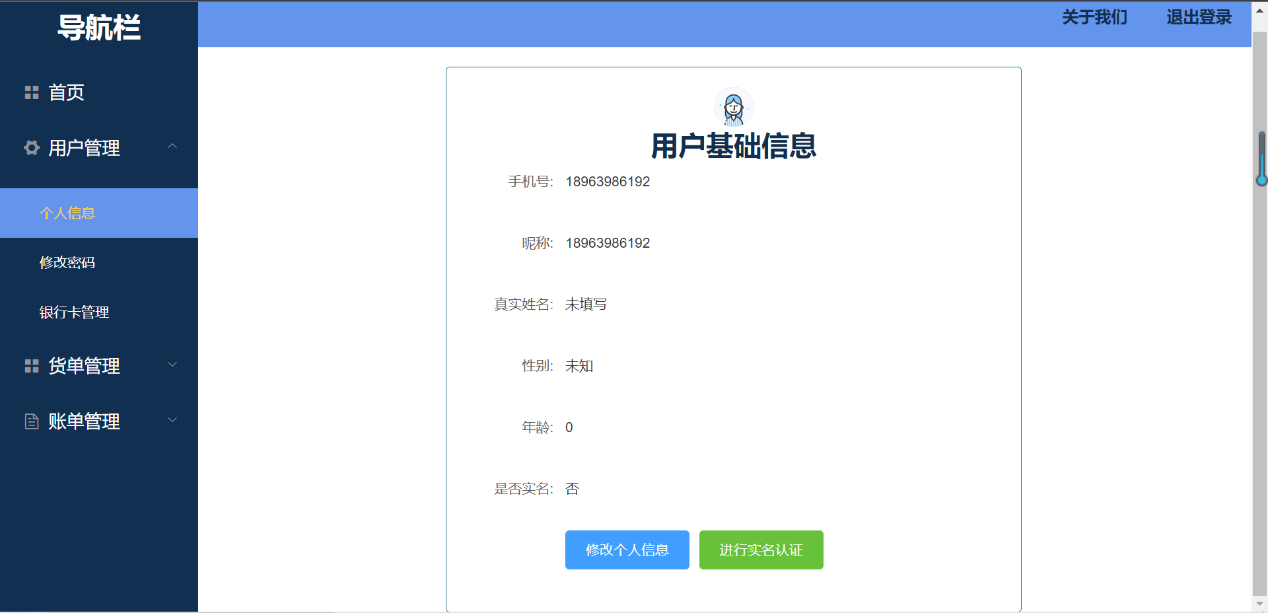 导航栏
关于我们 退出登录
首页
用户管理
个人信息
修改密码
银行卡管理
货单管理
账单管理
用户基础信息
手机号: 18963986192
昵称: 18963986192
真实姓名: 未填写
性别: 未知
年龄: 0
是否实名: 否
修改个人信息 进行实名认证